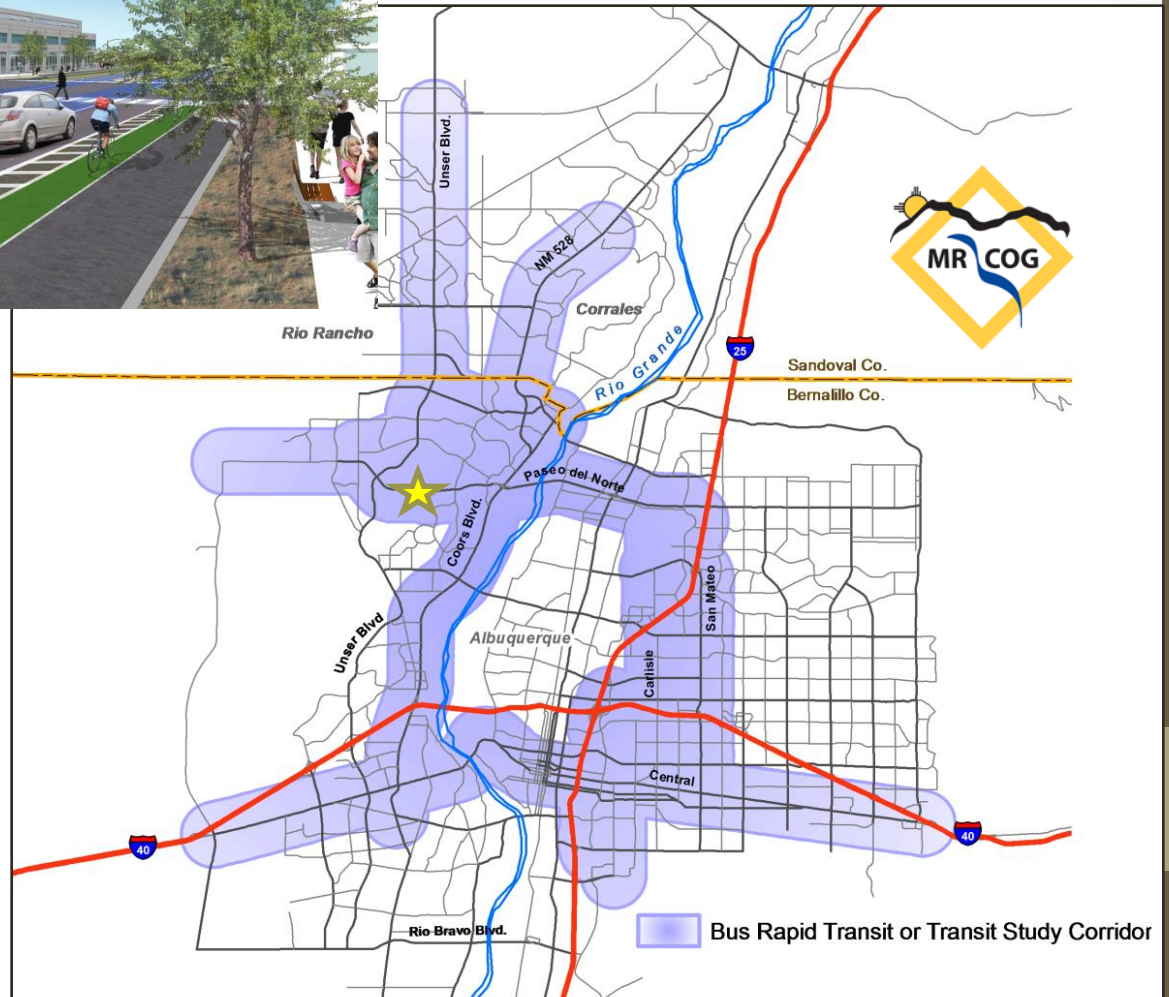 Unser Blvd.
NM 528
Corrales
MR COG
Rio Rancho
Rio Grande
25
Sandoval Co.
Bernalillo Co.
Paseo del Norte
Coors Blvd.
San Mateo
Unser Blvd
Albuquerque
Carlisle
Central
40
40
Rio Bravo Blvd.
Bus Rapid Transit or Transit Study Corridor